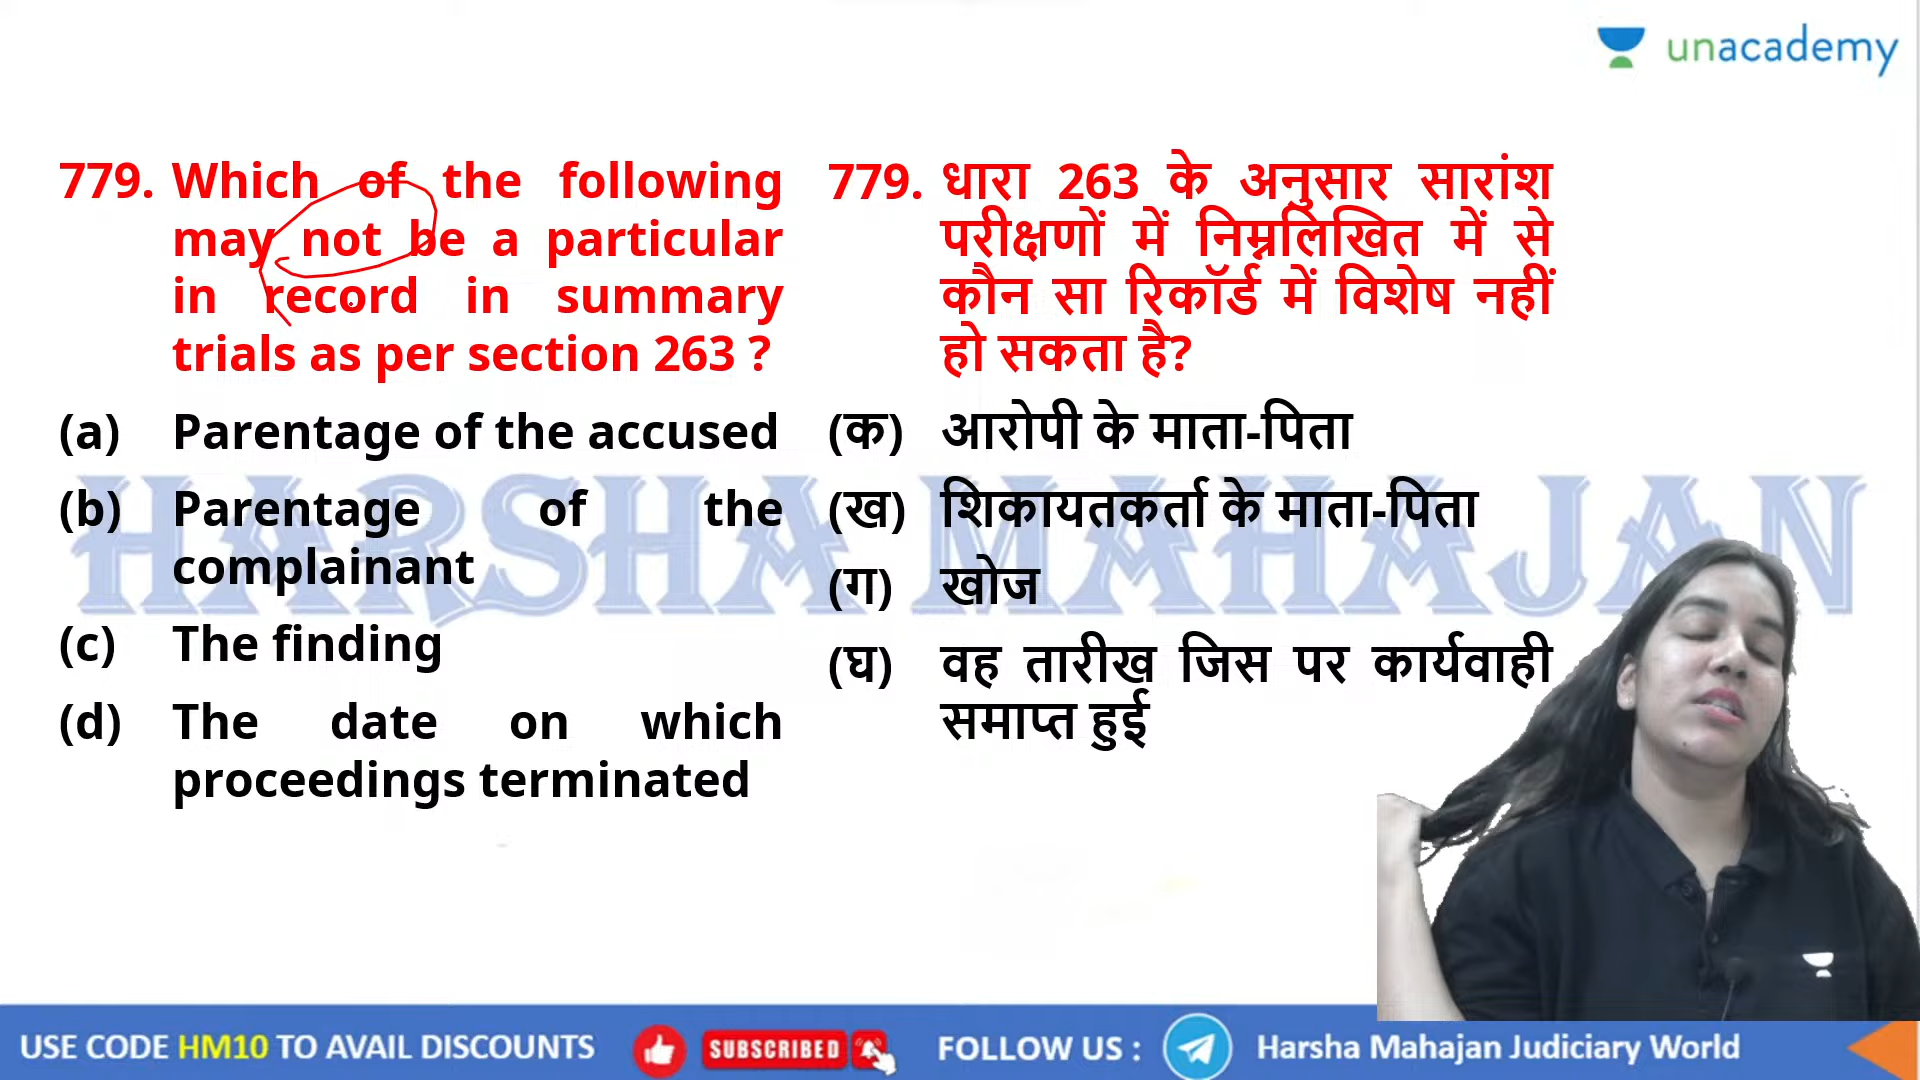 unacademy
779. Which of the following
may not be a particular
in record in summary
trials as per section 263 ?
(a) Parentage of the accused
(b) Parentage of the
complainant
(c) The finding
(d) The date on which
proceedings terminated
779. धारा 263 के अनुसार सारांश
परीक्षणों में निम्नलिखित में से
कौन सा रिकॉर्ड में विशेष नहीं
हो सकता है?
(क) आरोपी के माता-पिता
(ख) शिकायतकर्ता के माता-पिता
(ग) खोज
(घ) वह तारीख जिस पर कार्यवाही
समाप्त हुई
HARSHA MAHAJAN
USE CODE HM10 TO AVAIL DISCOUNTS
SUBSCRIBED
FOLLOW US :
Harsha Mahajan Judiciary World